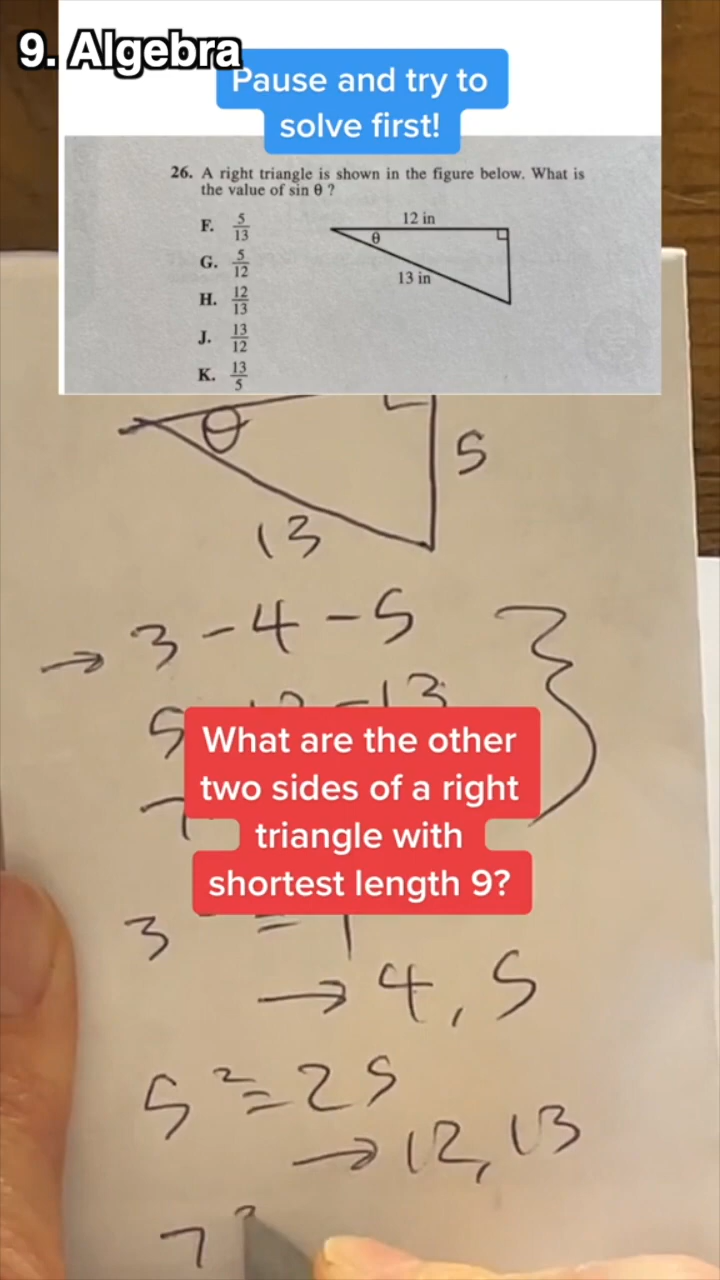 9. Algebra
Pause and try to
solve first!
26. A right triangle is shown in the figure below. What is
the value of sin θ ?
F. 5/13
G. 5/12
H. 12/13
J. 13/12
K. 13/5
12 in
θ
13 in
θ
5
13
→ 3 - 4 - 5
What are the other
two sides of a right
triangle with
shortest length 9?
→ 4, 5
5² = 25
→ 12, 13
7